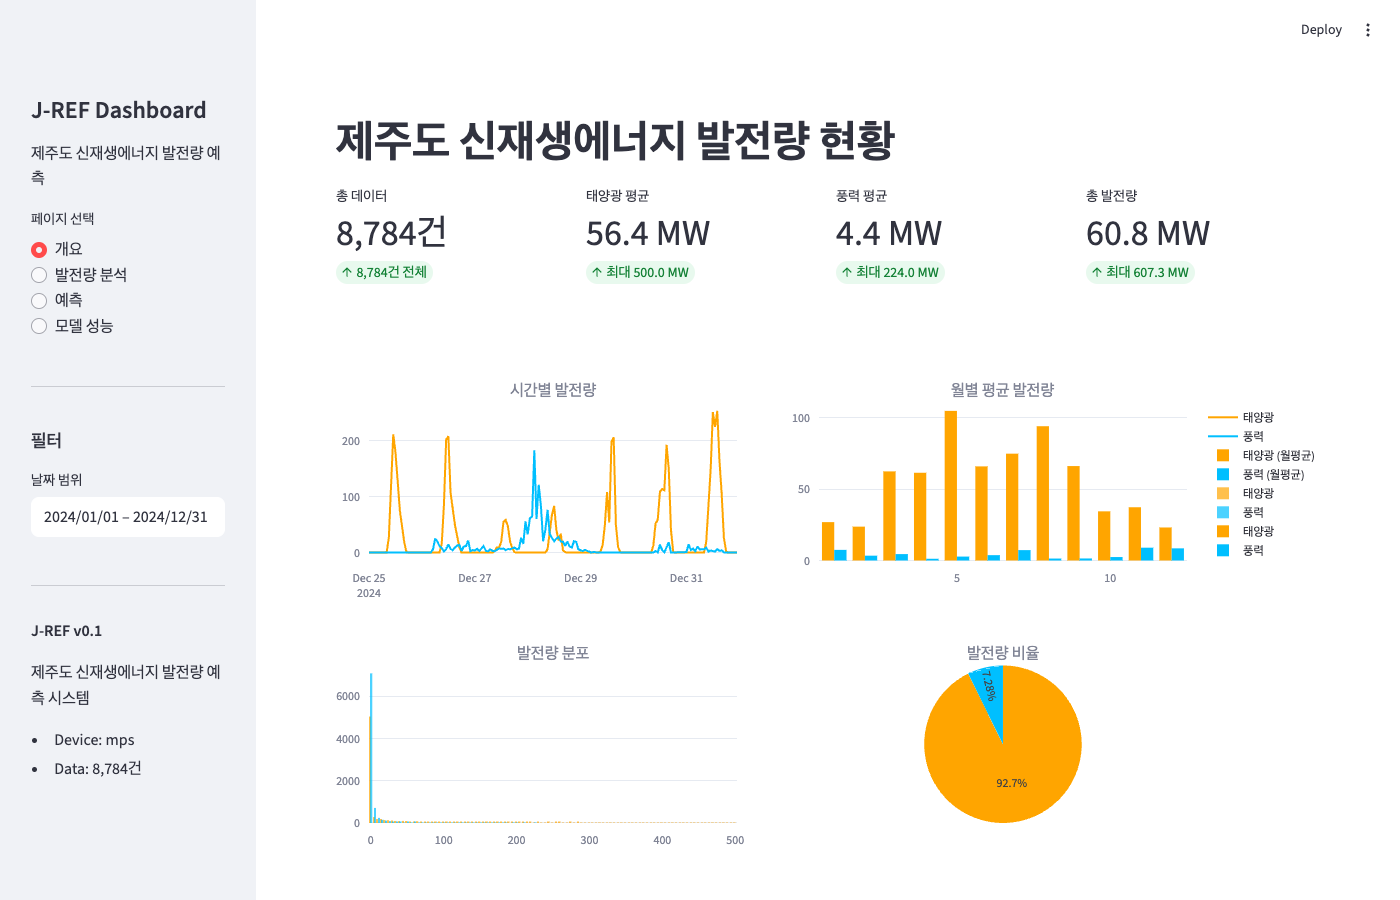 Deploy
J-REF Dashboard
제주도 신재생에너지 발전량 예
측
페이지 선택
개요
발전량 분석
예측
모델 성능
필터
날짜 범위
2024/01/01 – 2024/12/31
J-REF v0.1
제주도 신재생에너지 발전량 예
측 시스템
Device: mps
Data: 8,784건
제주도 신재생에너지 발전량 현황
총 데이터
8,784건
↑ 8,784건 전체
태양광 평균
56.4 MW
↑ 최대 500.0 MW
풍력 평균
4.4 MW
↑ 최대 224.0 MW
총 발전량
60.8 MW
↑ 최대 607.3 MW
시간별 발전량
200
100
0
Dec 25 Dec 27 Dec 29 Dec 31
2024
월별 평균 발전량
100
50
0
5 10
태양광
풍력
태양광 (월평균)
풍력 (월평균)
태양광
풍력
태양광
풍력
발전량 분포
6000
4000
2000
0
0 100 200 300 400 500
발전량 비율
7.28%
92.7%